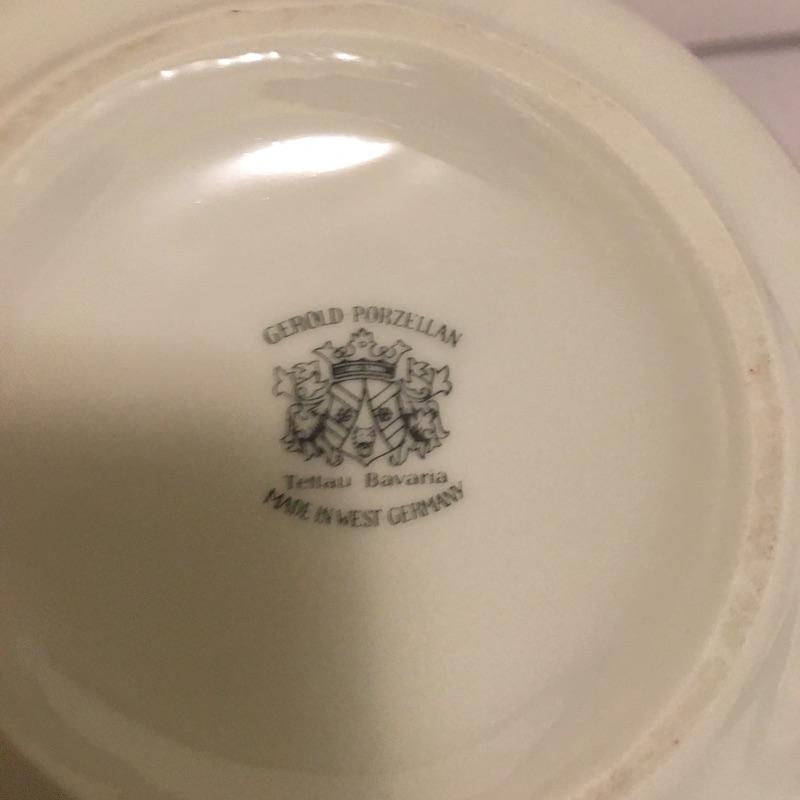 GEROLD PORZELLAN
Tettau Bavaria
MADE IN WEST GERMANY